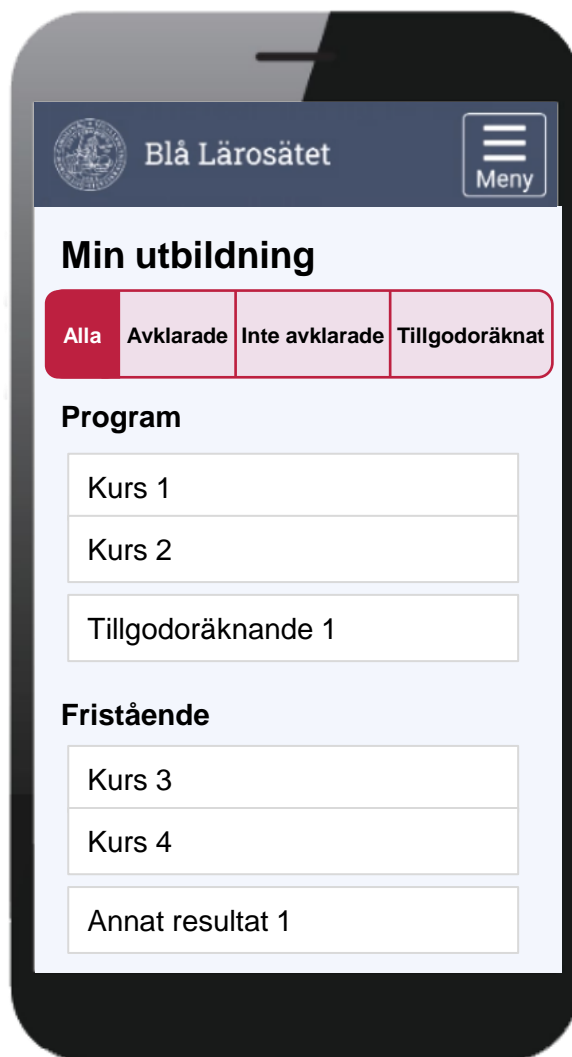 Blå Lärosätet
Meny
Min utbildning
Alla Avklarade Inte avklarade Tillgodoräknat
Program
Kurs 1
Kurs 2
Tillgodoräknande 1
Fristående
Kurs 3
Kurs 4
Annat resultat 1